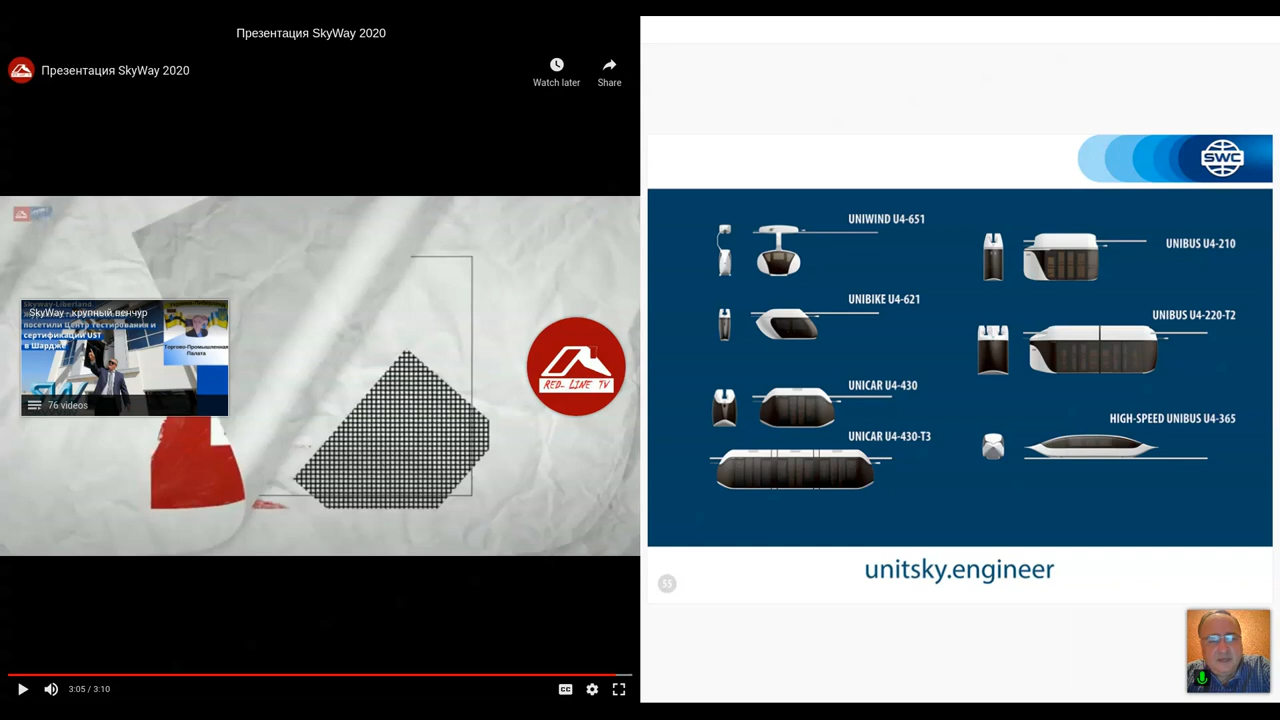 Презентация SkyWay 2020
Презентация SkyWay 2020
Watch later
Share
SkyWay - крупный венчур
посетили Центр тестирования и
сертификации UST
в Шардже
Торгово-Промышленная
Палата
76 videos
RED LINE TV
3:05 / 3:10
CC
SWC
UNIWIND U4-651
UNIBUS U4-210
UNIBIKE U4-621
UNIBUS U4-220-T2
UNICAR U4-430
HIGH-SPEED UNIBUS U4-365
UNICAR U4-430-T3
unitsky.engineer
55